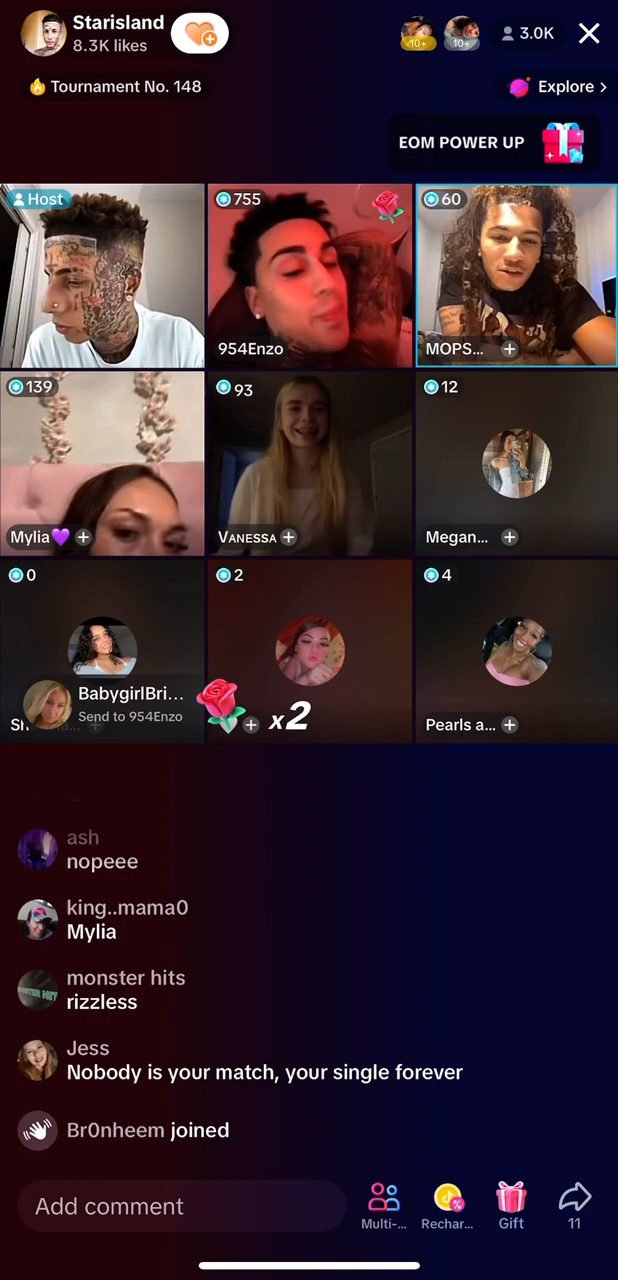 Starisland
8.3K likes
10+
10+
3.0K
Tournament No. 148
Explore >
EOM POWER UP
Host
755
60
954Enzo
MOPS...
139
93
12
Mylia💜
VANESSA
Megan...
0
2
4
BabygirlBri...
Send to 954Enzo
x2
Pearls a...
ash
nopeee
king..mama0
Mylia
monster hits
rizzless
Jess
Nobody is your match, your single forever
Br0nheem joined
Add comment
Multi-...
Rechar...
Gift
11